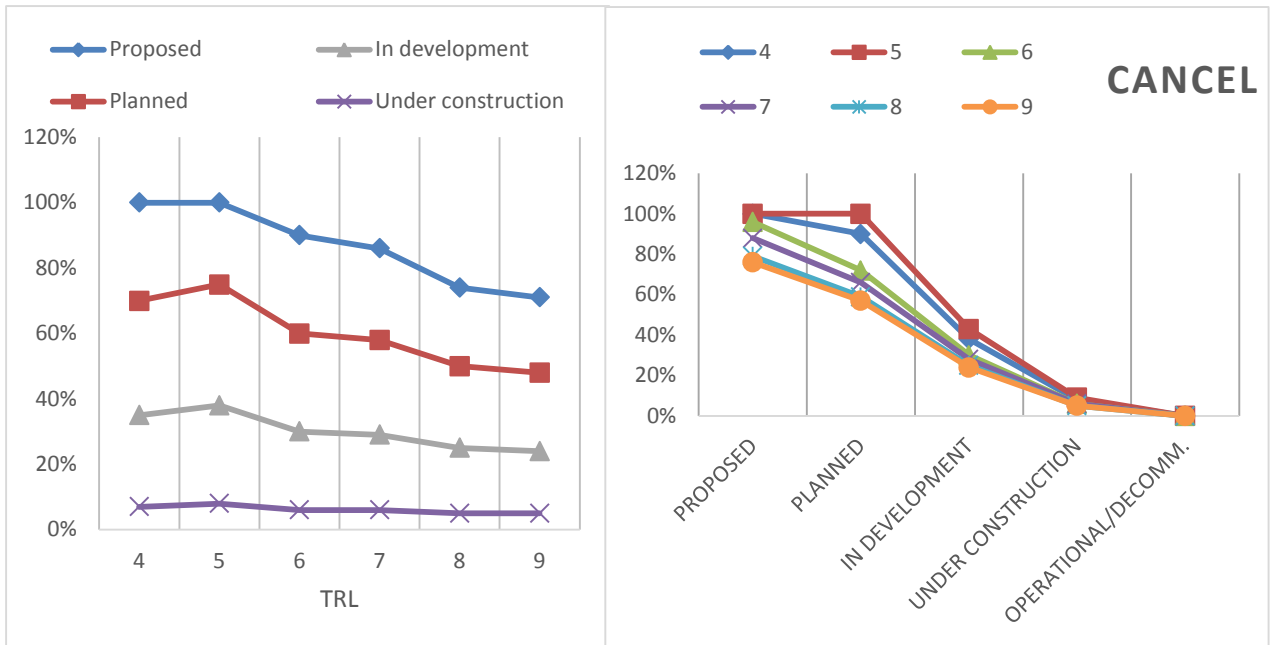 Proposed
In development
Planned
Under construction
120%
100%
80%
60%
40%
20%
0%
4 5 6 7 8 9
TRL
4 5 6
7 8 9
CANCEL
120%
100%
80%
60%
40%
20%
0%
PROPOSED
PLANNED
IN DEVELOPMENT
UNDER CONSTRUCTION
OPERATIONAL/DECOMM.